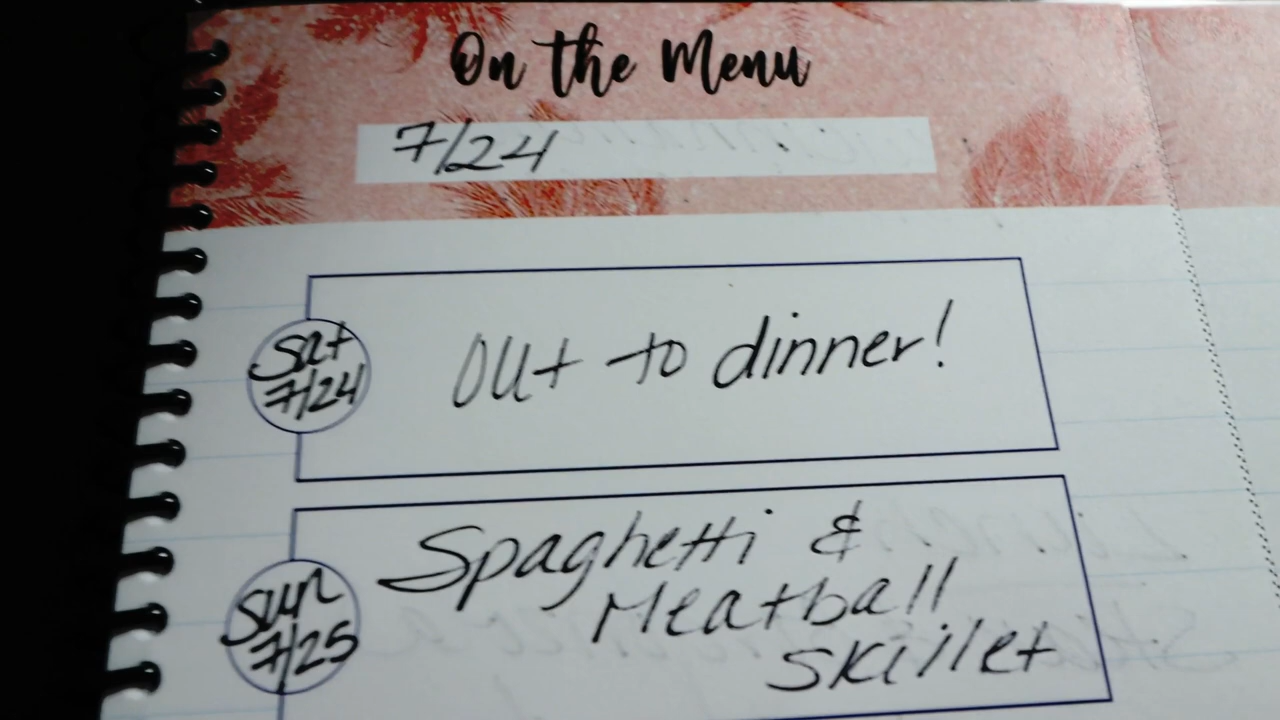 On the Menu
7/24
Sat
7/24
Out to dinner!
Sun
7/25
Spaghetti &
Meatball
Skillet